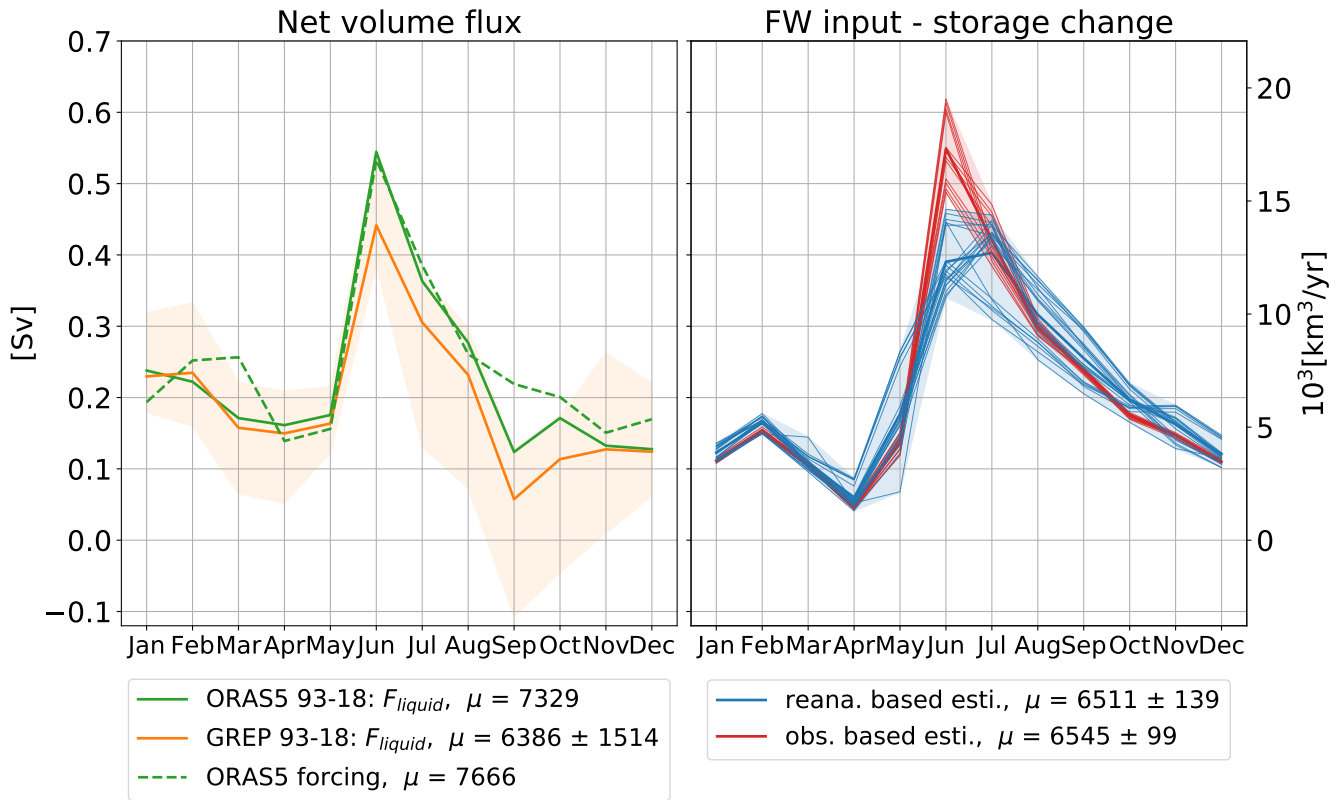 Net volume flux
FW input - storage change
[Sv]
0.7
0.6
0.5
0.4
0.3
0.2
0.1
0.0
−0.1
Jan Feb Mar Apr May Jun Jul Aug Sep Oct Nov Dec
Jan Feb Mar Apr May Jun Jul Aug Sep Oct Nov Dec
20
15
10
5
0
10³[km³/yr]
ORAS5 93-18: F_liquid, μ = 7329
GREP 93-18: F_liquid, μ = 6386 ± 1514
ORAS5 forcing, μ = 7666
reana. based esti., μ = 6511 ± 139
obs. based esti., μ = 6545 ± 99